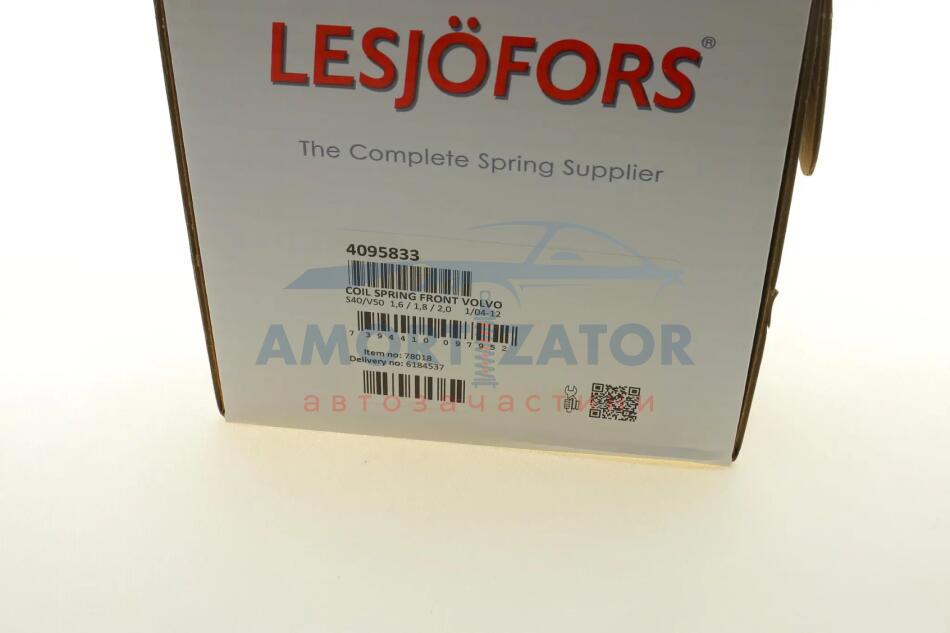 LESJÖFORS®
The Complete Spring Supplier
4095833
COIL SPRING FRONT VOLVO
S40/V50 1,6 / 1,8 / 2,0 1/04-12
7 394410 097952
AMORTIZATOR
Item no: 78018
Delivery no: 6184537
автозачастини